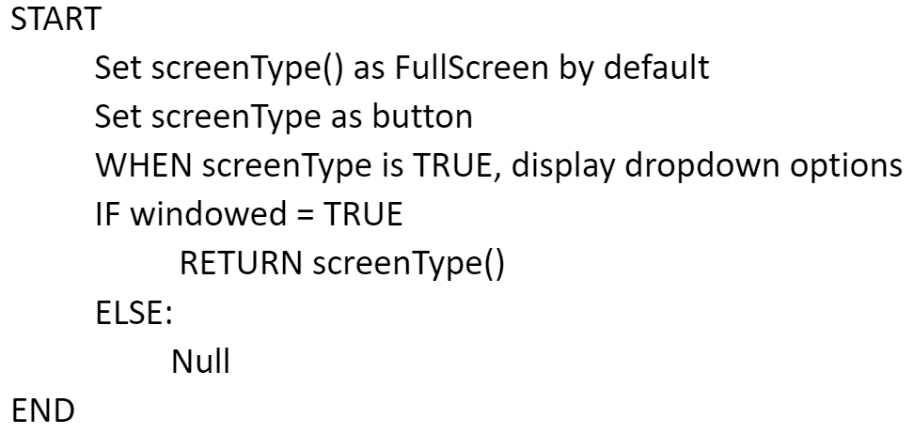 START
Set screenType() as FullScreen by default
Set screenType as button
WHEN screenType is TRUE, display dropdown options
IF windowed = TRUE
RETURN screenType()
ELSE:
Null
END